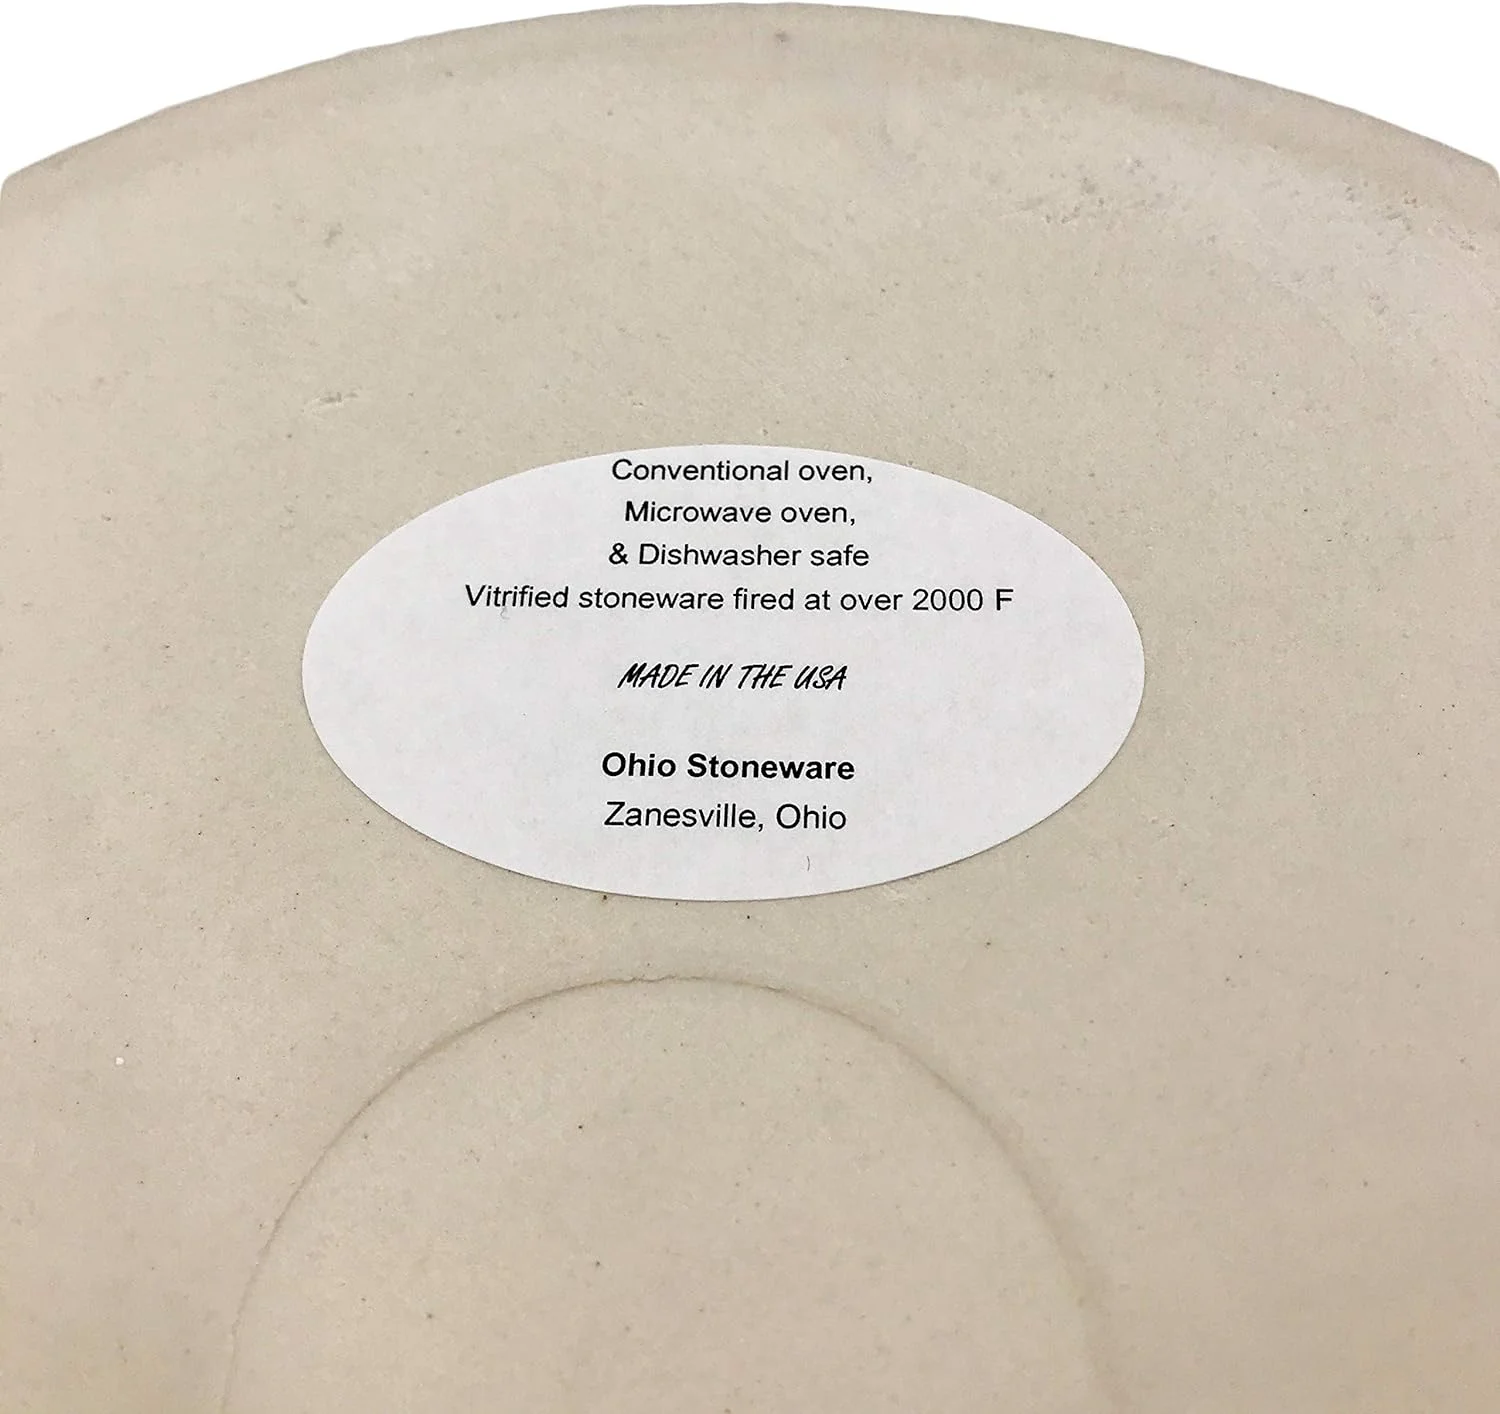 Conventional oven,
Microwave oven,
& Dishwasher safe
Vitrified stoneware fired at over 2000 F
MADE IN THE USA
Ohio Stoneware
Zanesville, Ohio